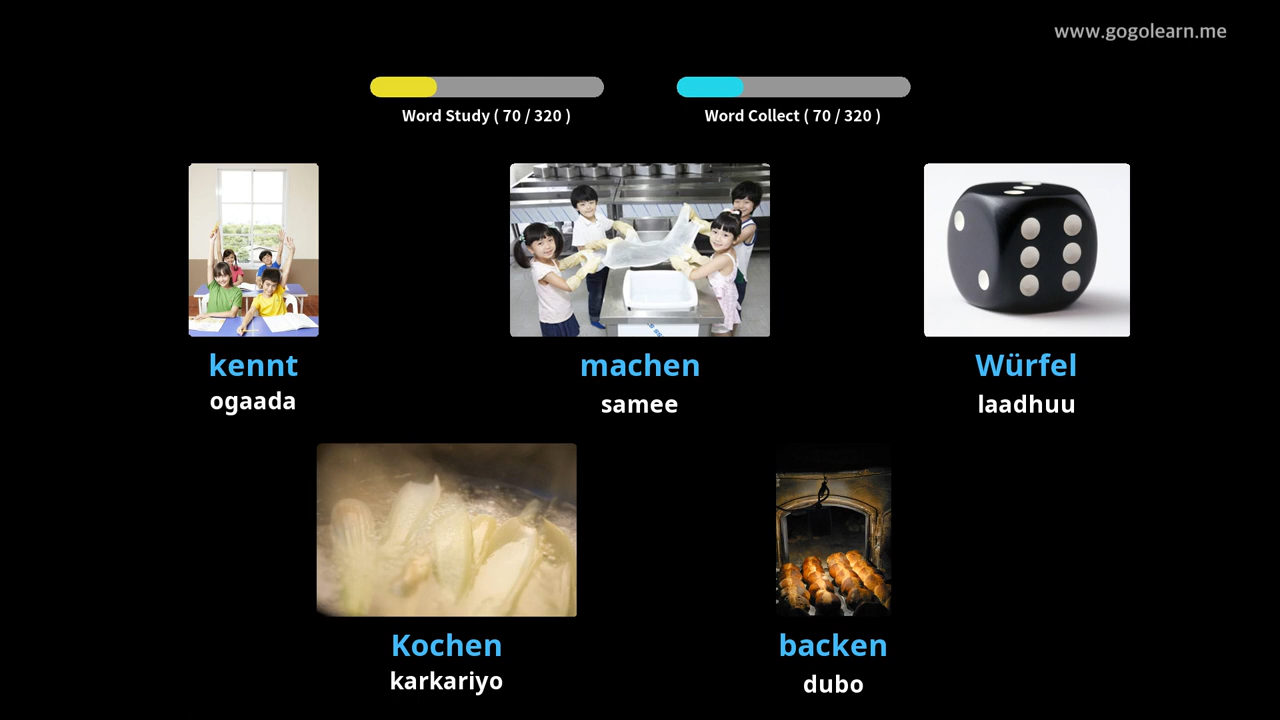 www.gogolearn.me
Word Study ( 70 / 320 )
Word Collect ( 70 / 320 )
kennt
ogaada
machen
samee
Würfel
laadhuu
Kochen
karkariyo
backen
dubo